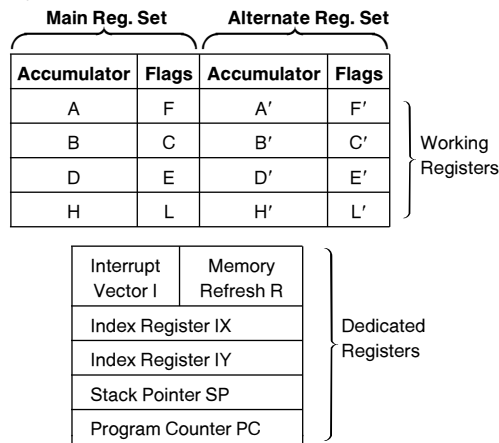 Main Reg. Set Alternate Reg. Set
Accumulator Flags Accumulator Flags
A F A′ F′
B C B′ C′
D E D′ E′
H L H′ L′
Working
Registers
Interrupt
Vector I
Memory
Refresh R
Index Register IX
Index Register IY
Stack Pointer SP
Program Counter PC
Dedicated
Registers